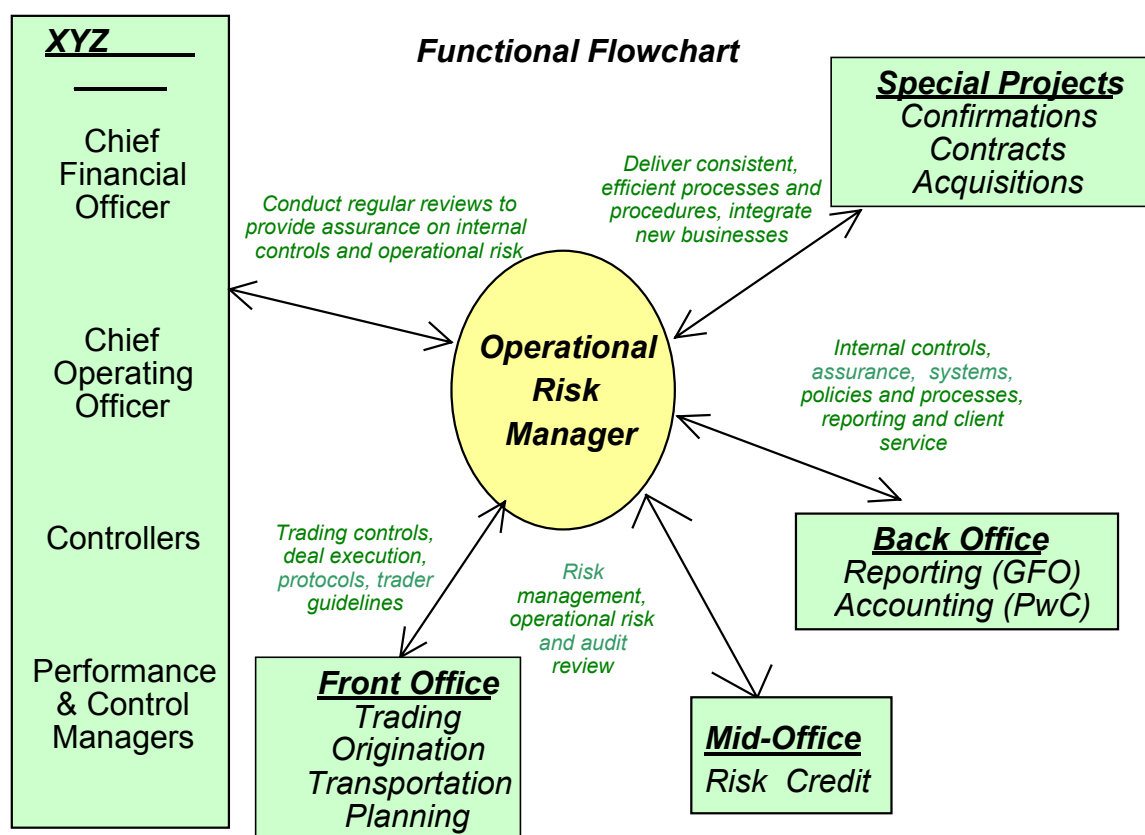 XYZ
Functional Flowchart
Chief
Financial
Officer
Chief
Operating
Officer
Controllers
Performance
& Control
Managers
Conduct regular reviews to
provide assurance on internal
controls and operational risk
Deliver consistent,
efficient processes and
procedures, integrate
new businesses
Special Projects
Confirmations
Contracts
Acquisitions
Operational
Risk
Manager
Internal controls,
assurance, systems,
policies and processes,
reporting and client
service
Back Office
Reporting (GFO)
Accounting (PwC)
Trading controls,
deal execution,
protocols, trader
guidelines
Risk
management,
operational risk
and audit
review
Front Office
Trading
Origination
Transportation
Planning
Mid-Office
Risk Credit